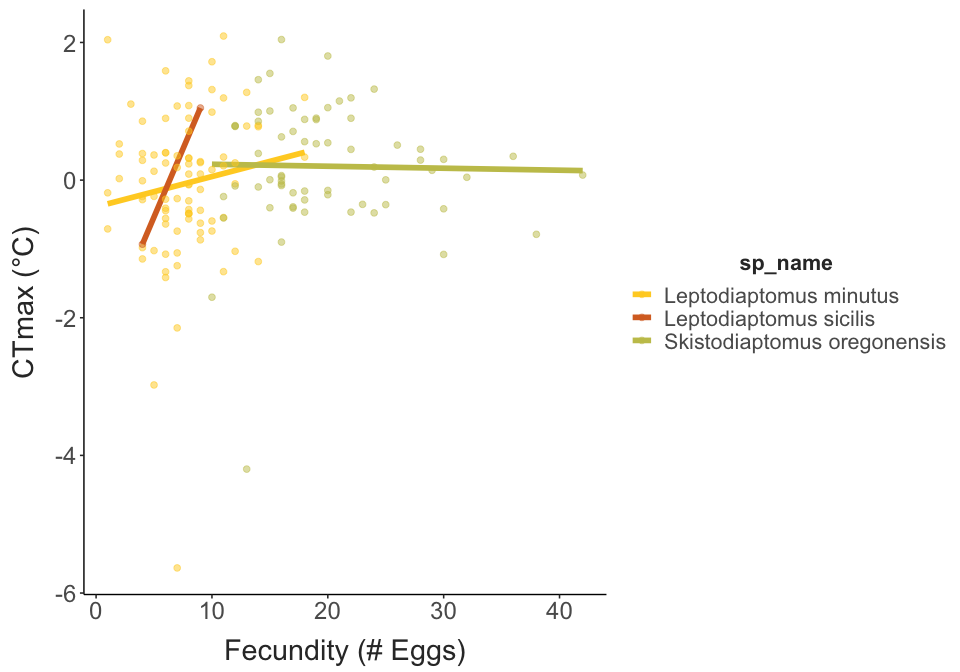 2
0
-2
-4
-6
CTmax (°C)
0 10 20 30 40
Fecundity (# Eggs)
sp_name
Leptodiaptomus minutus
Leptodiaptomus sicilis
Skistodiaptomus oregonensis